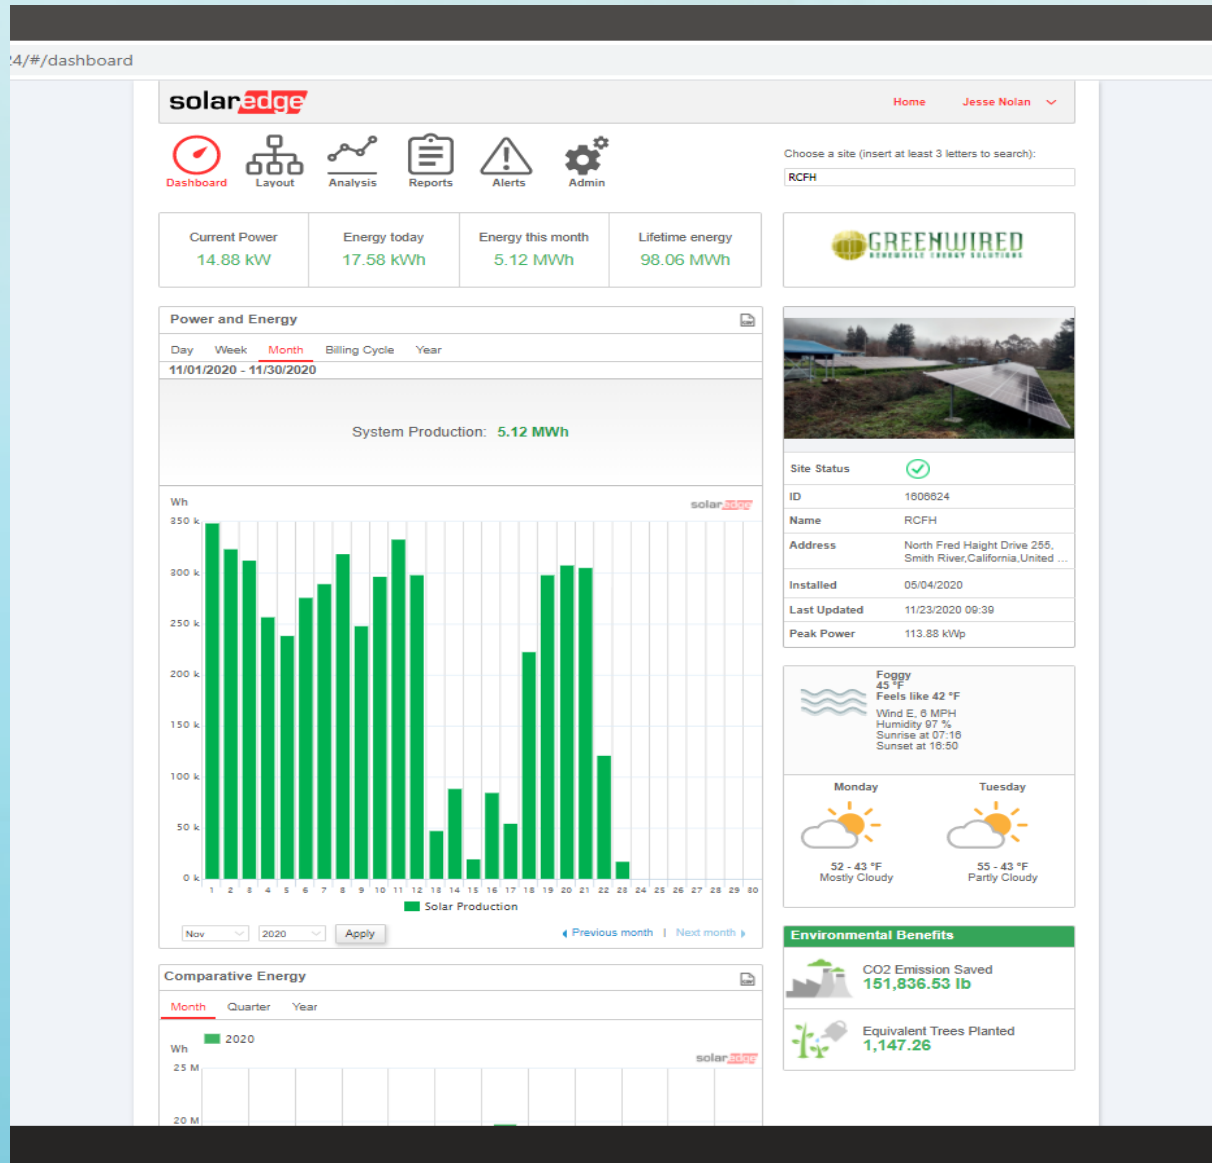 :4/#/dashboard
solaredge
Home Jesse Nolan
Dashboard Layout Analysis Reports Alerts Admin
Choose a site (insert at least 3 letters to search):
RCFH
Current Power Energy today Energy this month Lifetime energy
14.88 kW 17.58 kWh 5.12 MWh 98.06 MWh
GREENWIRED
RENEWABLE ENERGY SOLUTIONS
Power and Energy
Day Week Month Billing Cycle Year
11/01/2020 - 11/30/2020
System Production: 5.12 MWh
Wh
solaredge
350 k
300 k
250 k
200 k
150 k
100 k
50 k
0 k
1 2 3 4 5 6 7 8 9 10 11 12 13 14 15 16 17 18 19 20 21 22 23 24 25 26 27 28 29 30
Solar Production
Nov 2020 Apply Previous month | Next month
Site Status
ID 1606624
Name RCFH
Address North Fred Haight Drive 255,
Smith River,California,United ...
Installed 05/04/2020
Last Updated 11/23/2020 09:39
Peak Power 113.88 kWp
Foggy
45 °F
Feels like 42 °F
Wind E, 6 MPH
Humidity 97 %
Sunrise at 07:16
Sunset at 16:50
Monday Tuesday
52 - 43 °F 55 - 43 °F
Mostly Cloudy Partly Cloudy
Environmental Benefits
CO2 Emission Saved
151,836.53 lb
Equivalent Trees Planted
1,147.26
Comparative Energy
Month Quarter Year
2020
Wh
solaredge
25 M
20 M